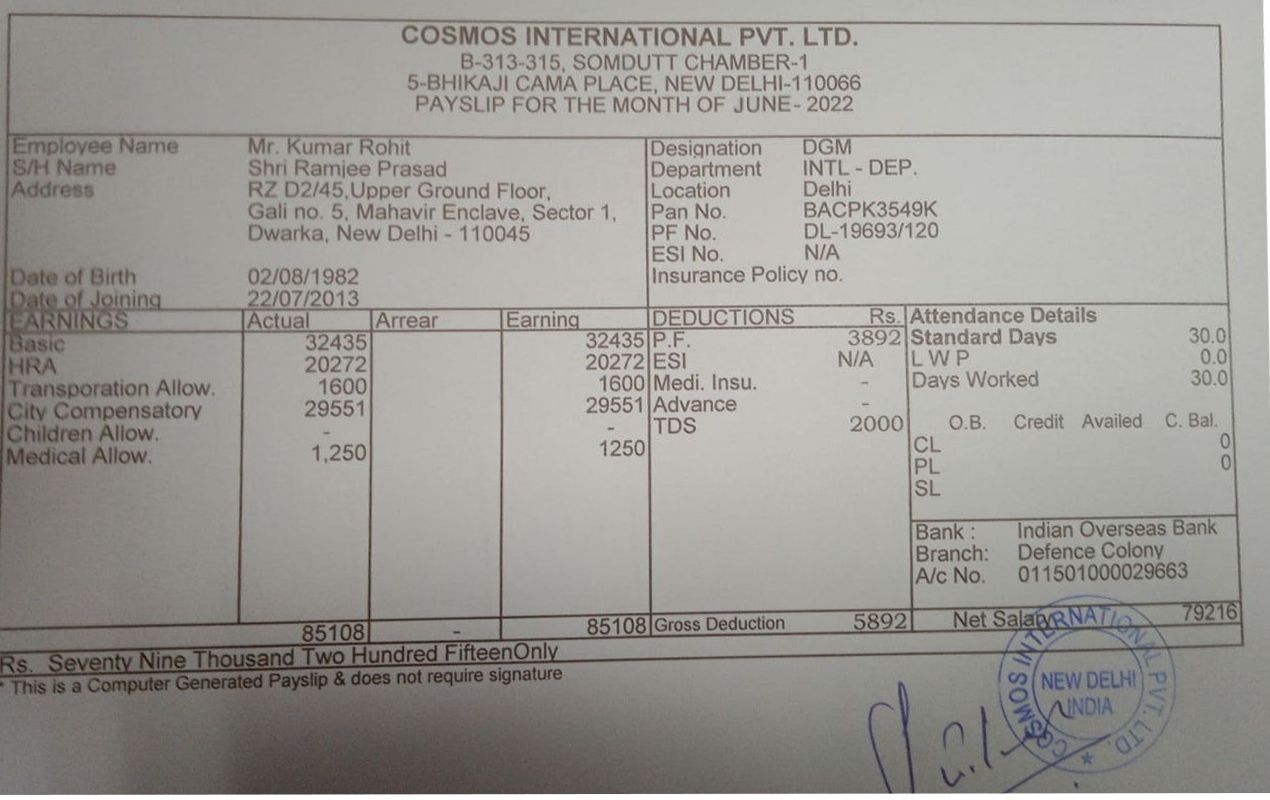 COSMOS INTERNATIONAL PVT. LTD.
B-313-315, SOMDUTT CHAMBER-1
5-BHIKAJI CAMA PLACE, NEW DELHI-110066
PAYSLIP FOR THE MONTH OF JUNE- 2022
Employee Name Mr. Kumar Rohit Designation DGM
S/H Name Shri Ramjee Prasad Department INTL - DEP.
Address RZ D2/45,Upper Ground Floor, Location Delhi
Gali no. 5, Mahavir Enclave, Sector 1, Pan No. BACPK3549K
Dwarka, New Delhi - 110045 PF No. DL-19693/120
ESI No. N/A
Date of Birth 02/08/1982 Insurance Policy no.
Date of Joining 22/07/2013
EARNINGS Actual Arrear Earning DEDUCTIONS Rs. Attendance Details
Basic 32435 32435 P.F. 3892 Standard Days 30.0
HRA 20272 20272 ESI N/A L W P 0.0
Transporation Allow. 1600 1600 Medi. Insu. - Days Worked 30.0
City Compensatory 29551 29551 Advance -
Children Allow. - - TDS 2000 O.B. Credit Availed C. Bal.
Medical Allow. 1,250 1250 CL 0
PL 0
SL
Bank : Indian Overseas Bank
Branch: Defence Colony
A/c No. 011501000029663
85108 - 85108 Gross Deduction 5892 Net Salary 79216
Rs. Seventy Nine Thousand Two Hundred FifteenOnly
* This is a Computer Generated Payslip & does not require signature
COSMOS INTERNATIONAL PVT. LTD.
NEW DELHI
INDIA